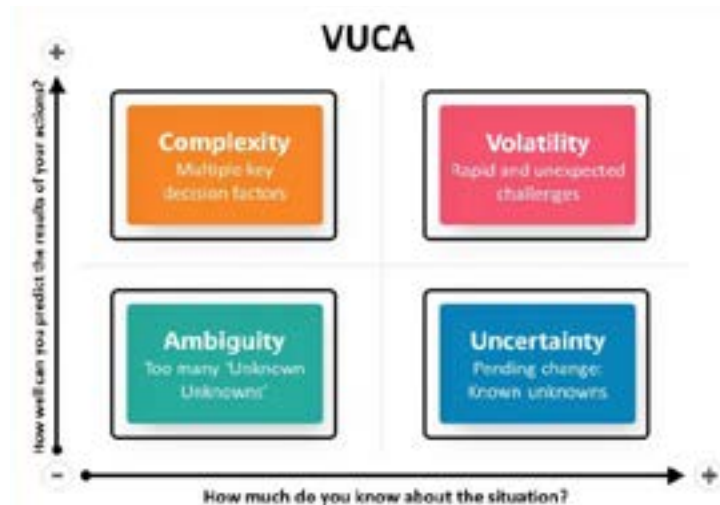 VUCA
+
How well can you predict the results of your actions?
Complexity
Multiple key
decision factors
Volatility
Rapid and unexpected
challenges
Ambiguity
Too many 'Unknown
Unknowns'
Uncertainty
Pending change:
Known unknowns
−
+
How much do you know about the situation?